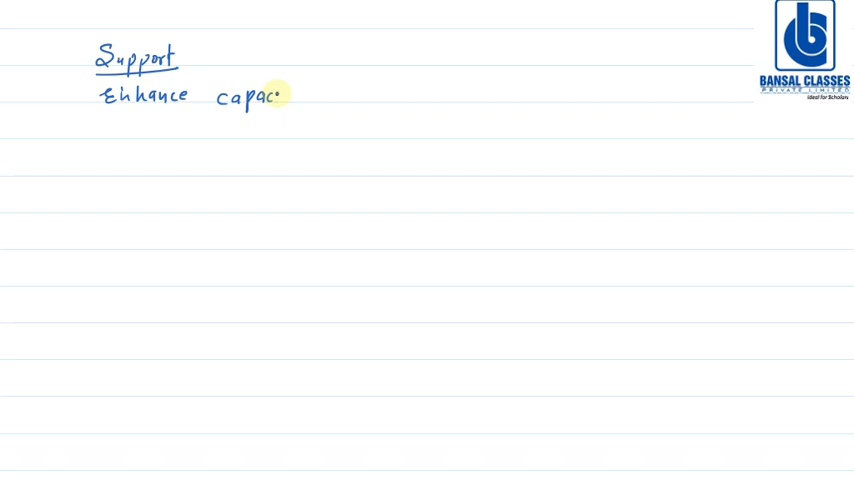 Support
Enhance capac
BANSAL CLASSES
PRIVATE LIMITED
Ideal for Scholars